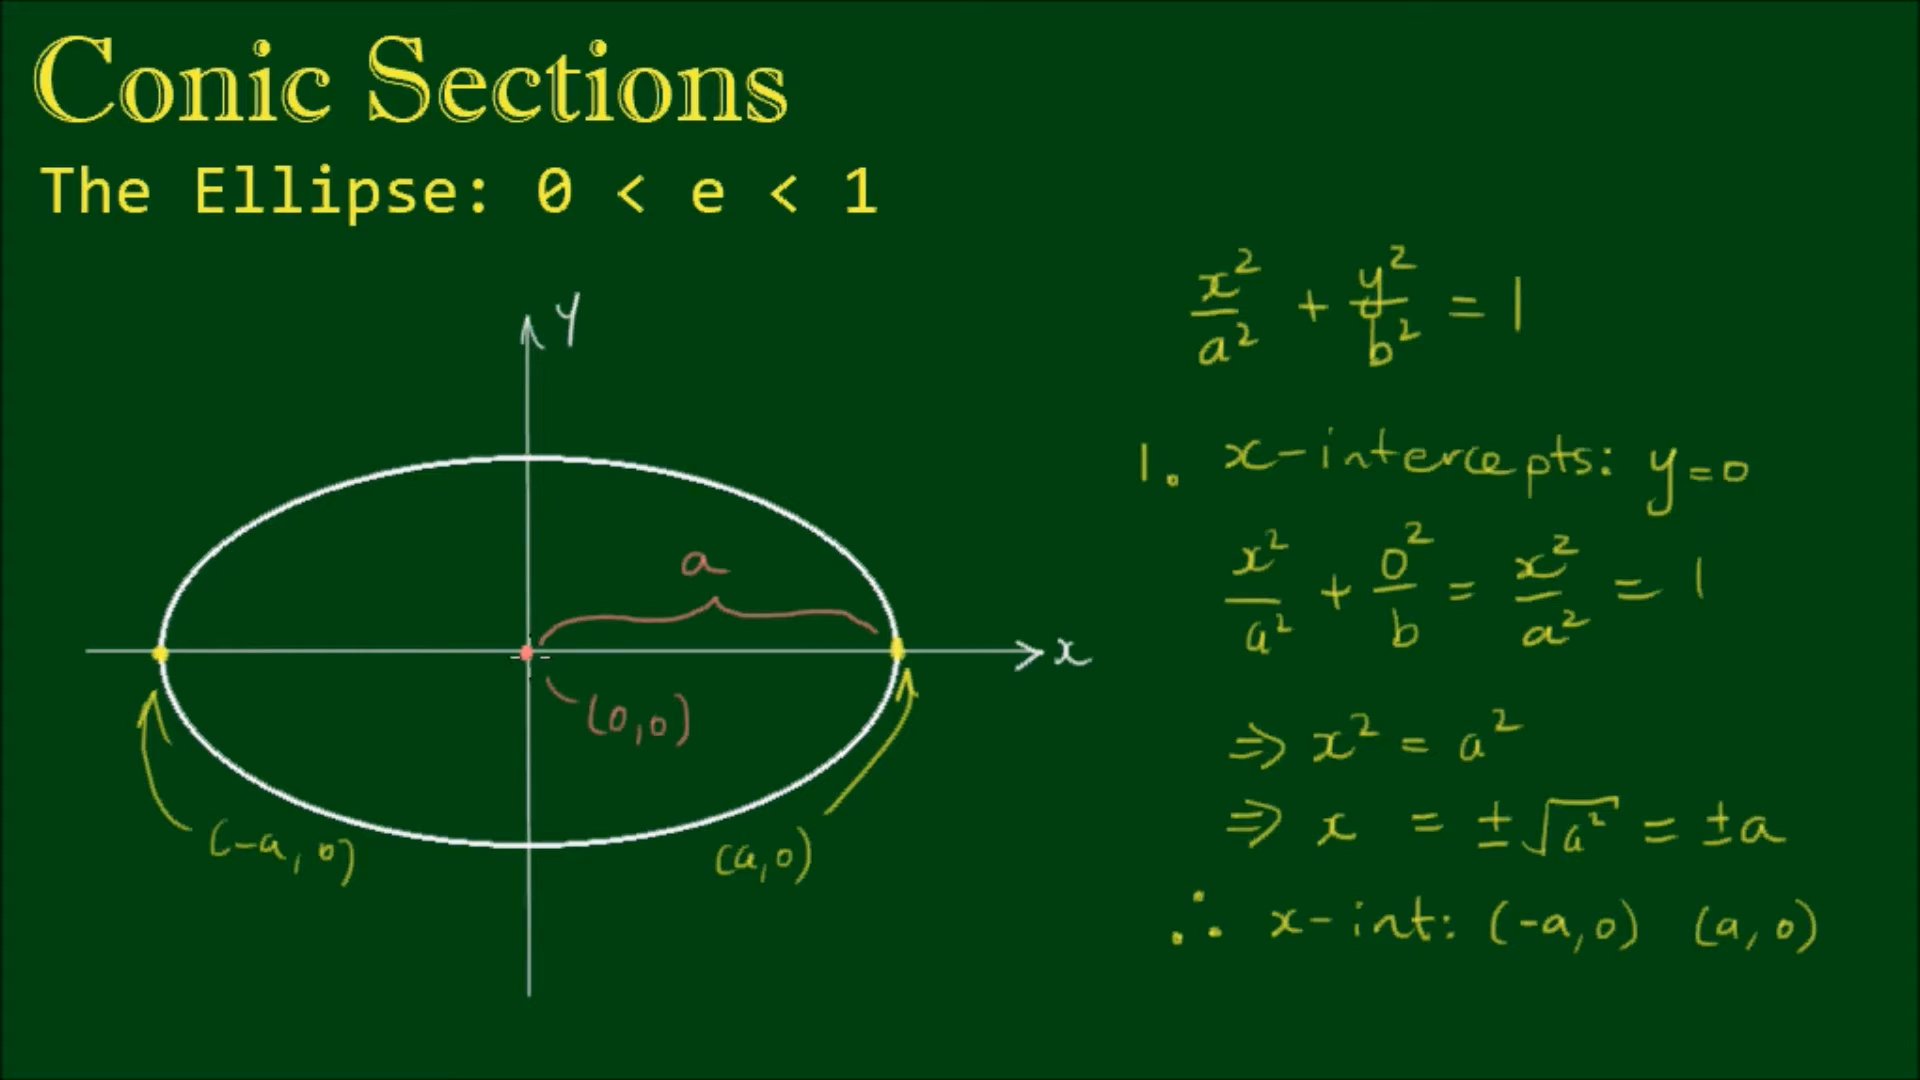 Conic Sections
The Ellipse: 0 < e < 1
x²/a² + y²/b² = 1
y
1. x-intercepts: y=0
a
x²/a² + 0²/b = x²/a² = 1
x
(0,0)
⇒ x² = a²
(-a,0)
(a,0)
⇒ x = ±√a² = ±a
∴ x-int: (-a,0) (a,0)